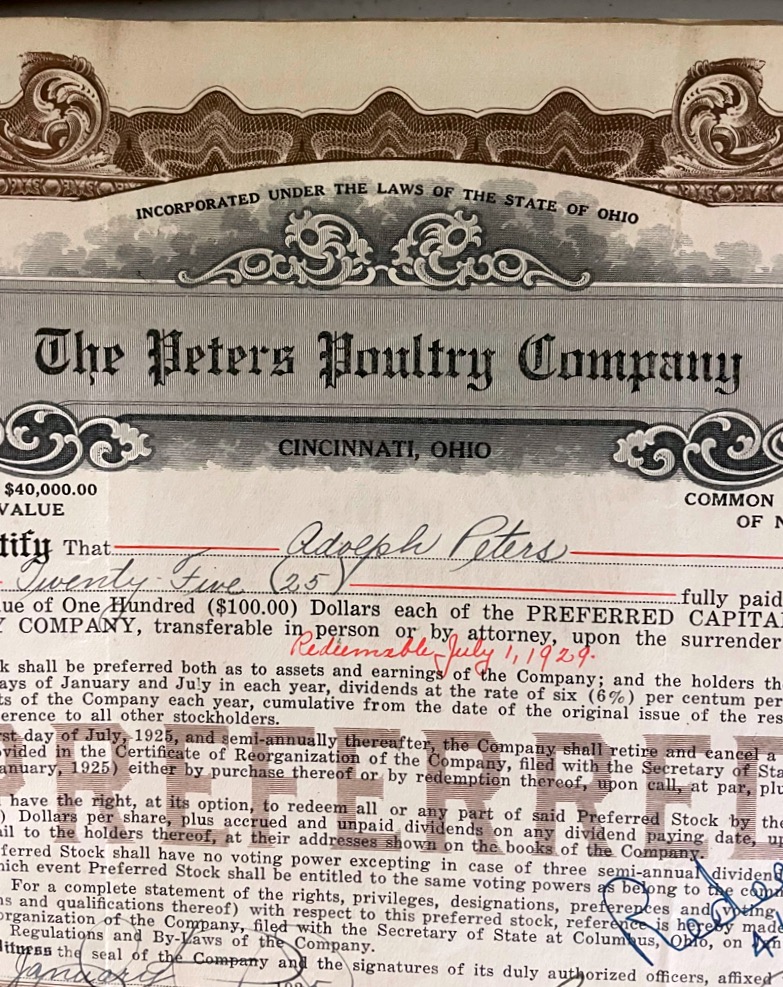 INCORPORATED UNDER THE LAWS OF THE STATE OF OHIO
The Peters Poultry Company
CINCINNATI, OHIO
$40,000.00
VALUE
COMMON
OF N
tify That Adolph Peters
Twenty-Five (25) fully paid
ue of One Hundred ($100.00) Dollars each of the PREFERRED CAPITA
Y COMPANY, transferable in person or by attorney, upon the surrender
Redeemable July 1, 1929.
k shall be preferred both as to assets and earnings of the Company; and the holders th
ays of January and July in each year, dividends at the rate of six (6%) per centum per
ts of the Company each year, cumulative from the date of the original issue of the res
erence to all other stockholders.
rst day of July, 1925, and semi-annually thereafter, the Company shall retire and cancel a
ovided in the Certificate of Reorganization of the Company, filed with the Secretary of Sta
anuary, 1925) either by purchase thereof or by redemption thereof, upon call, at par, plu
PREFERRED
have the right, at its option, to redeem all or any part of said Preferred Stock by the
) Dollars per share, plus accrued and unpaid dividends on any dividend paying date, up
ail to the holders thereof, at their addresses shown on the books of the Company.
ferred Stock shall have no voting power excepting in case of three semi-annual dividend
hich event Preferred Stock shall be entitled to the same voting powers as belong to the com
For a complete statement of the rights, privileges, designations, preferences and voting
ns and qualifications thereof) with respect to this preferred stock, reference is hereby made
organization of the Company, filed with the Secretary of State at Columbus, Ohio, on
Regulations and By-Laws of the Company.
itness the seal of the Company and the signatures of its duly authorized officers, affixed
January